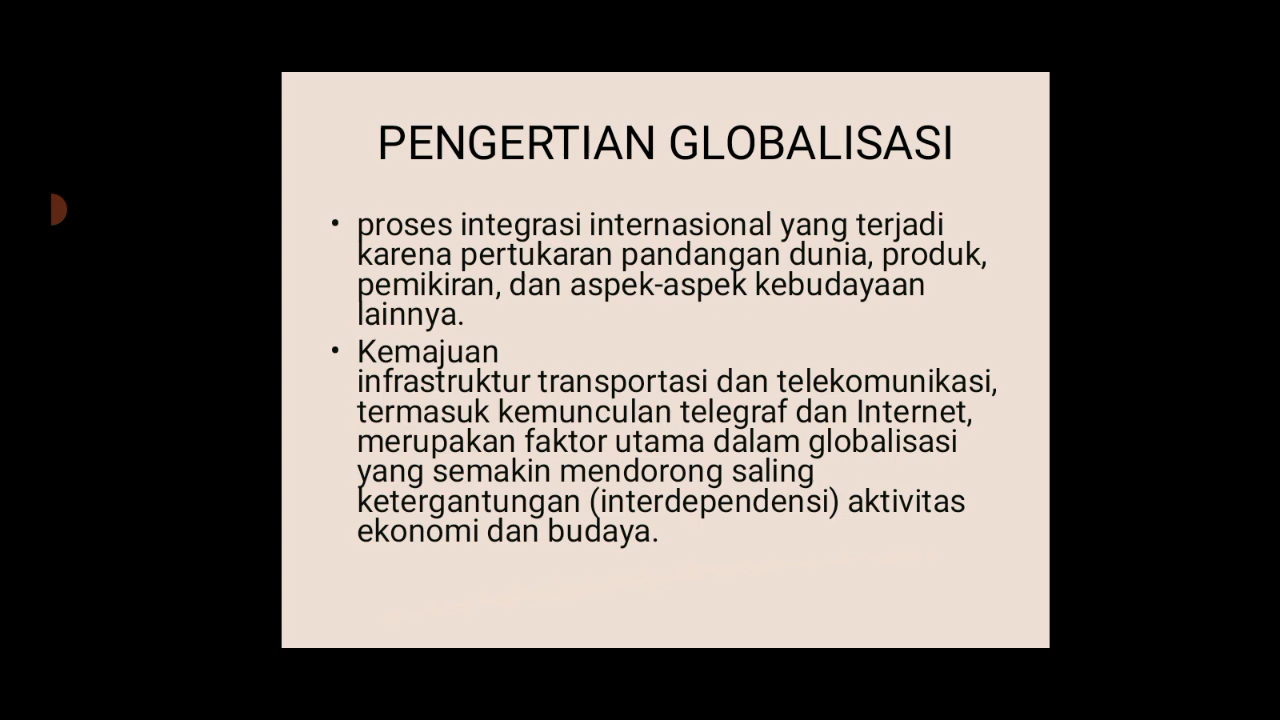 PENGERTIAN GLOBALISASI
• proses integrasi internasional yang terjadi
karena pertukaran pandangan dunia, produk,
pemikiran, dan aspek-aspek kebudayaan
lainnya.
• Kemajuan
infrastruktur transportasi dan telekomunikasi,
termasuk kemunculan telegraf dan Internet,
merupakan faktor utama dalam globalisasi
yang semakin mendorong saling
ketergantungan (interdependensi) aktivitas
ekonomi dan budaya.